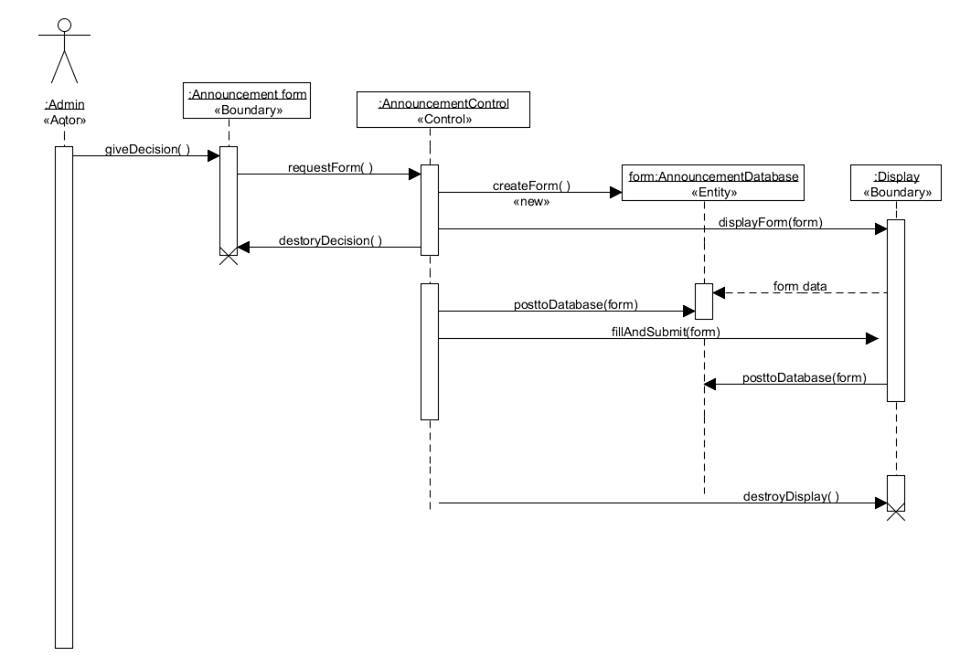 :Admin
«Aqtor»
:Announcement form
«Boundary»
:AnnouncementControl
«Control»
giveDecision( )
requestForm( )
createForm( )
«new»
form:AnnouncementDatabase
«Entity»
:Display
«Boundary»
displayForm(form)
destoryDecision( )
form data
posttoDatabase(form)
fillAndSubmit(form)
posttoDatabase(form)
destroyDisplay( )